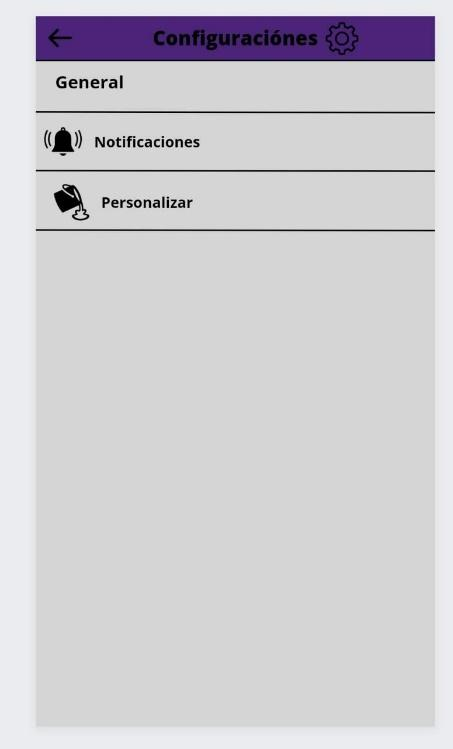 Configuraciónes
General
Notificaciones
Personalizar